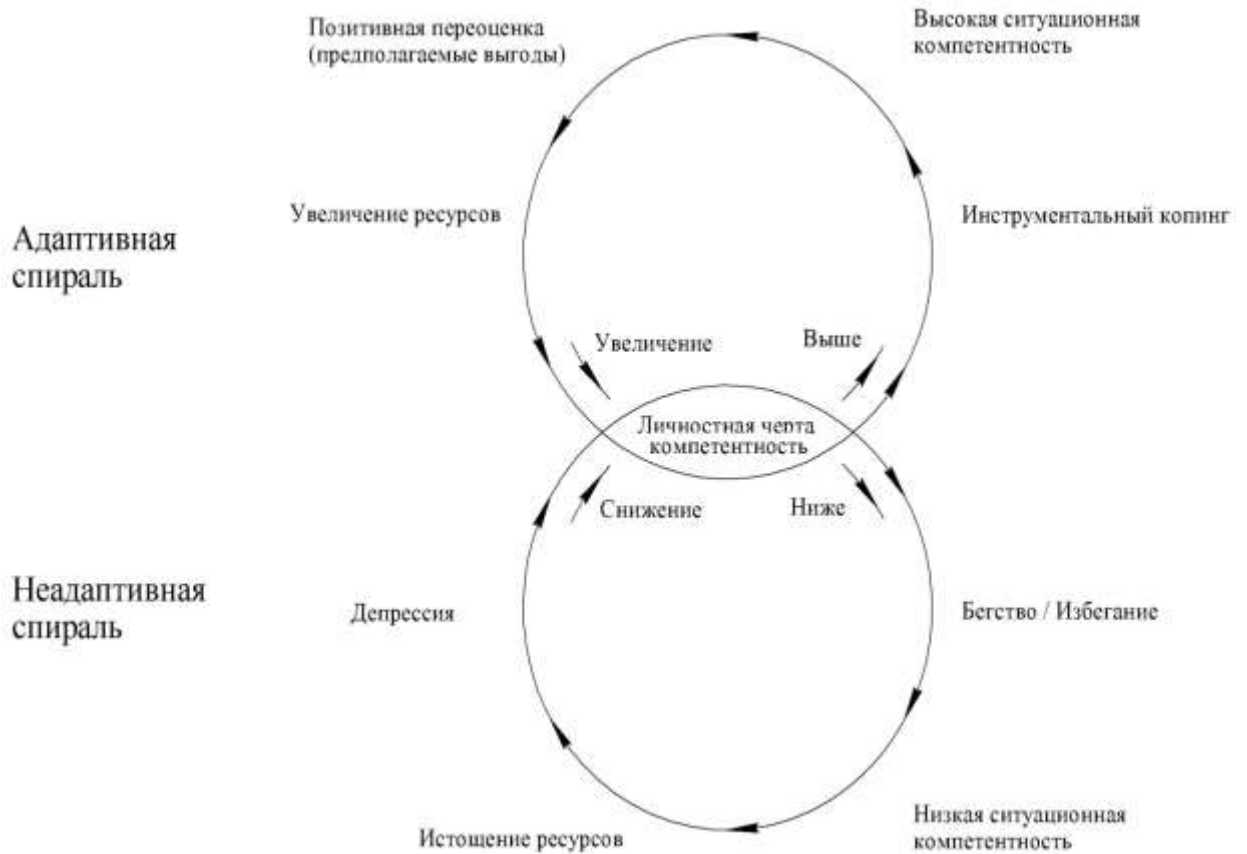 Позитивная переоценка
(предполагаемые выгоды)
Высокая ситуационная
компетентность
Увеличение ресурсов
Инструментальный копинг
Адаптивная
спираль
Увеличение
Выше
Личностная черта
компетентность
Снижение
Ниже
Неадаптивная
спираль
Депрессия
Бегство / Избегание
Истощение ресурсов
Низкая ситуационная
компетентность